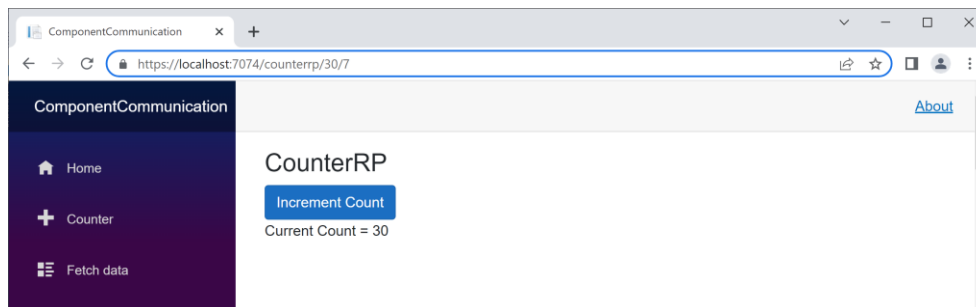 ComponentCommunication
https://localhost:7074/counterrp/30/7
ComponentCommunication
About
Home
Counter
Fetch data
CounterRP
Increment Count
Current Count = 30